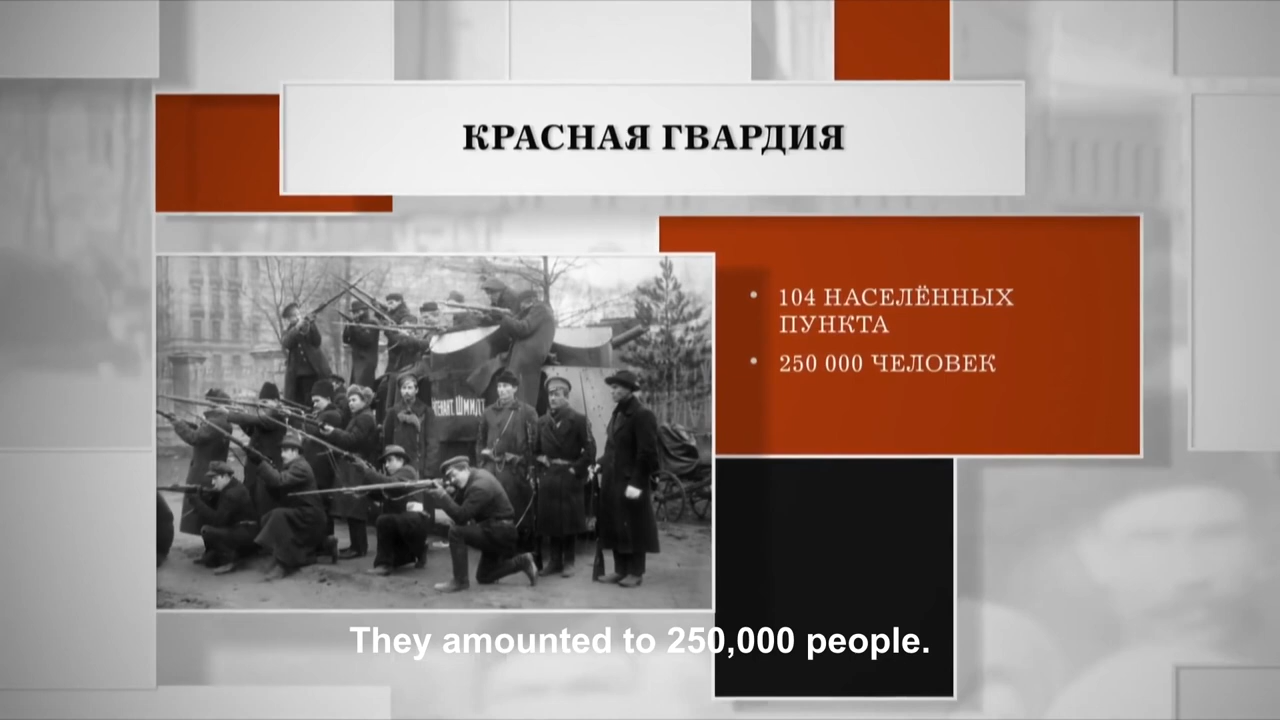 КРАСНАЯ ГВАРДИЯ
• 104 НАСЕЛЁННЫХ
ПУНКТА
• 250 000 ЧЕЛОВЕК
They amounted to 250,000 people.